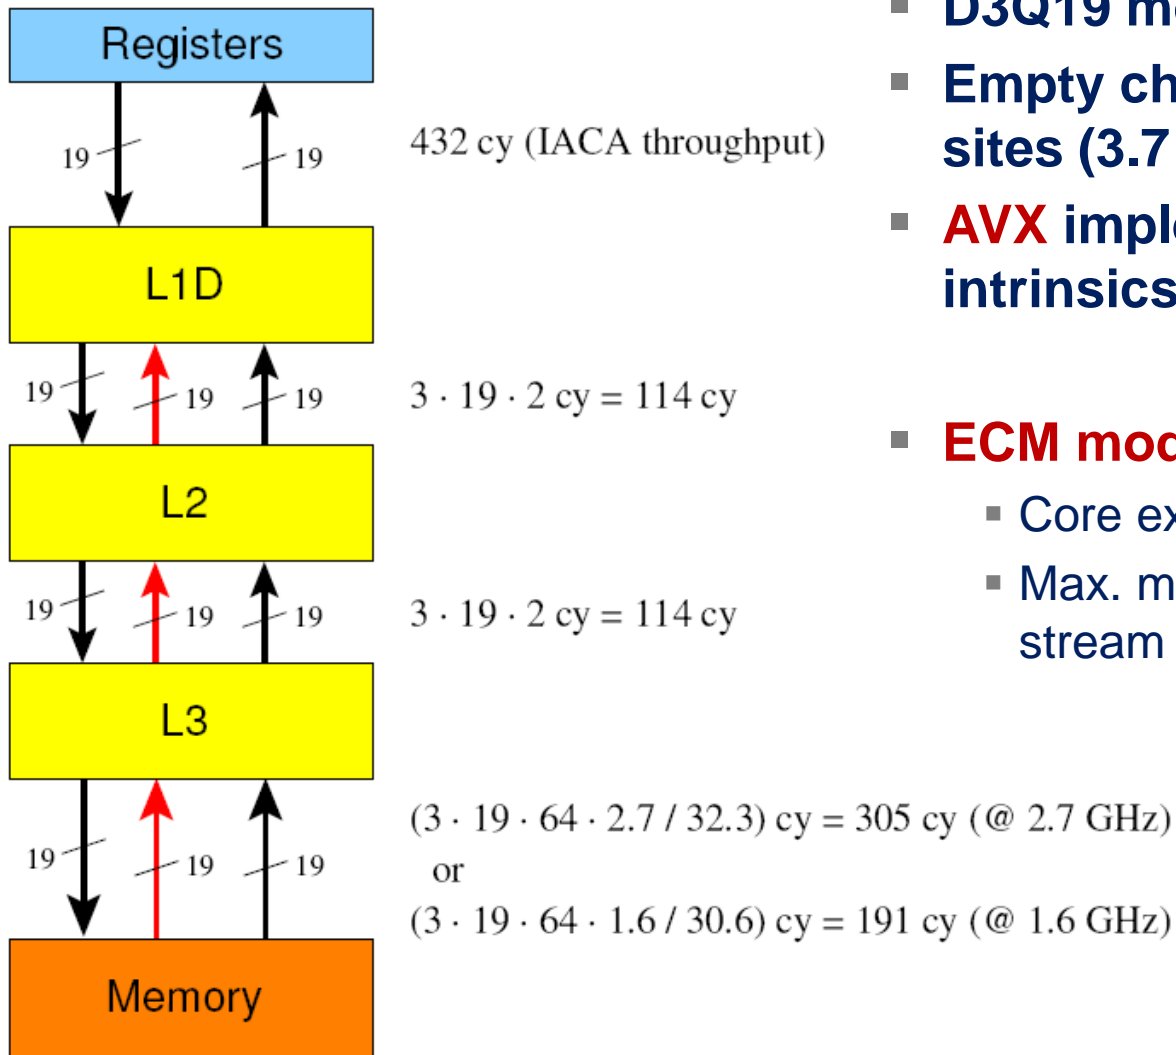 Registers
19
19
432 cy (IACA throughput)
L1D
19
19
19
3 · 19 · 2 cy = 114 cy
L2
19
19
19
3 · 19 · 2 cy = 114 cy
L3
19
19
19
(3 · 19 · 64 · 2.7 / 32.3) cy = 305 cy (@ 2.7 GHz)
or
(3 · 19 · 64 · 1.6 / 30.6) cy = 191 cy (@ 1.6 GHz)
Memory
D3Q19
Empty
sites (3.7
AVX
intrinsics
ECM
Core
Max.
stream